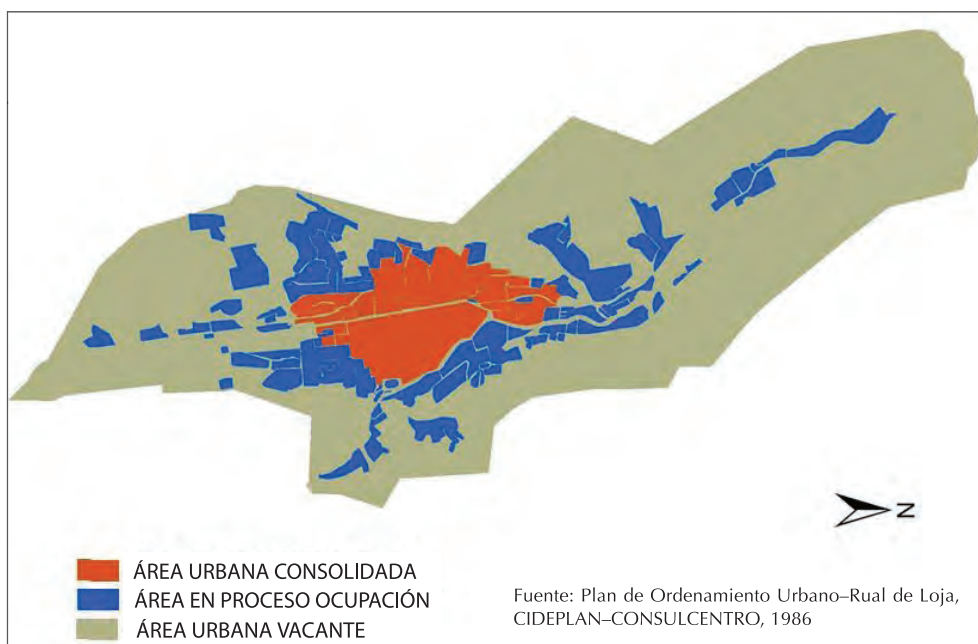 N
ÁREA URBANA CONSOLIDADA
ÁREA EN PROCESO OCUPACIÓN
ÁREA URBANA VACANTE
Fuente: Plan de Ordenamiento Urbano–Rual de Loja,
CIDEPLAN–CONSULCENTRO, 1986